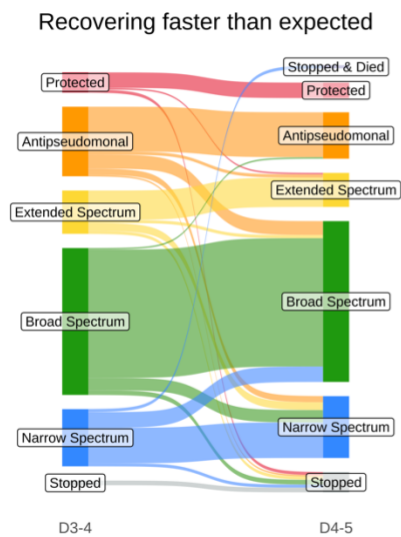 Recovering faster than expected
Stopped & Died
Protected
Protected
Antipseudomonal
Antipseudomonal
Extended Spectrum
Extended Spectrum
Broad Spectrum
Broad Spectrum
Narrow Spectrum
Narrow Spectrum
Stopped
Stopped
D3-4
D4-5